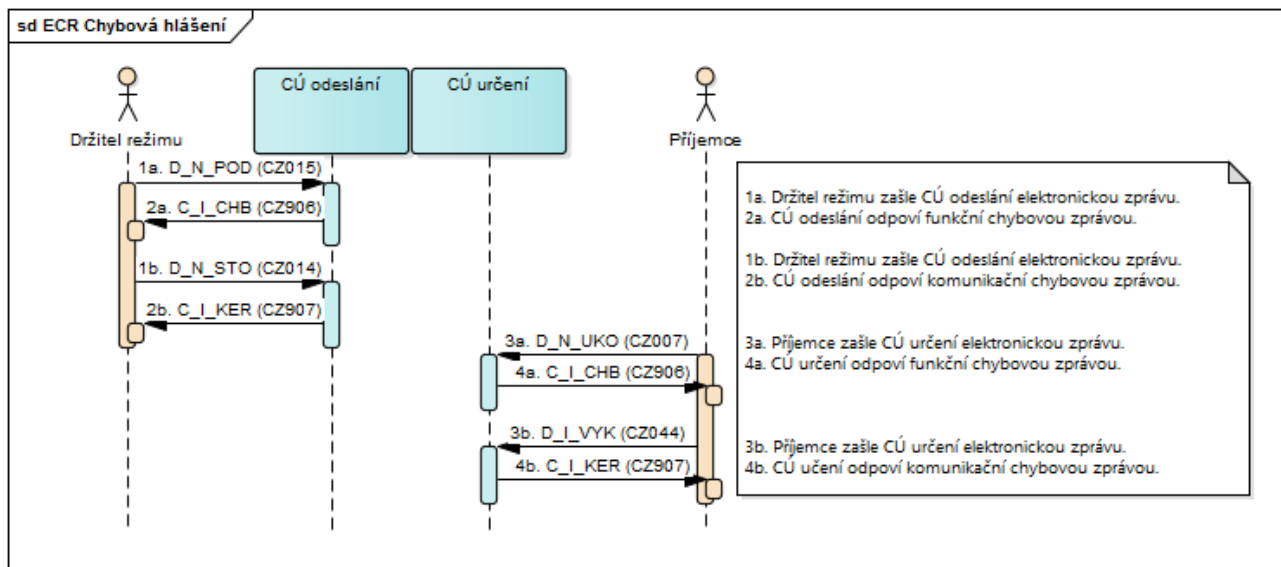 sd ECR Chybová hlášení
CÚ odeslání
CÚ určení
Držitel režimu
Příjemce
1a. D_N_POD (CZ015)
2a. C_I_CHB (CZ906)
1b. D_N_STO (CZ014)
2b. C_I_KER (CZ907)
3a. D_N_UKO (CZ007)
4a. C_I_CHB (CZ906)
3b. D_I_VYK (CZ044)
4b. C_I_KER (CZ907)
1a. Držitel režimu zašle CÚ odeslání elektronickou zprávu.
2a. CÚ odeslání odpoví funkční chybovou zprávou.
1b. Držitel režimu zašle CÚ odeslání elektronickou zprávu.
2b. CÚ odeslání odpoví komunikační chybovou zprávou.
3a. Příjemce zašle CÚ určení elektronickou zprávu.
4a. CÚ určení odpoví funkční chybovou zprávou.
3b. Příjemce zašle CÚ určení elektronickou zprávu.
4b. CÚ učení odpoví komunikační chybovou zprávou.